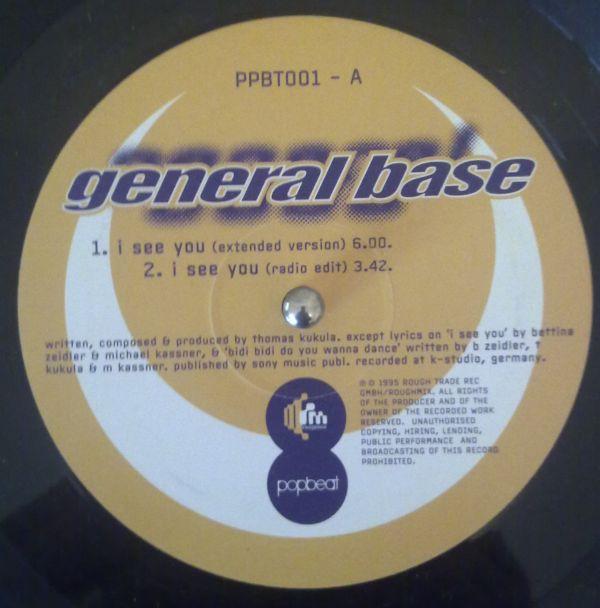 PPBT001 - A
general base
1. i see you (extended version) 6.00.
2. i see you (radio edit) 3.42.
written, composed & produced by thomas kukula. except lyrics on 'i see you' by bettina
zeidler & michael kassner, & 'bidi bidi do you wanna dance' written by b zeidler, t
kukula & m kassner. published by sony music publ. recorded at k-studio, germany.
℗ © 1995 ROUGH TRADE REC
GMBH/ROUGHMIX. ALL RIGHTS
OF THE PRODUCER AND OF THE
OWNER OF THE RECORDED WORK
RESERVED. UNAUTHORISED
COPYING, HIRING, LENDING,
PUBLIC PERFORMANCE AND
BROADCASTING OF THIS RECORD
PROHIBITED.
rm
popbeat